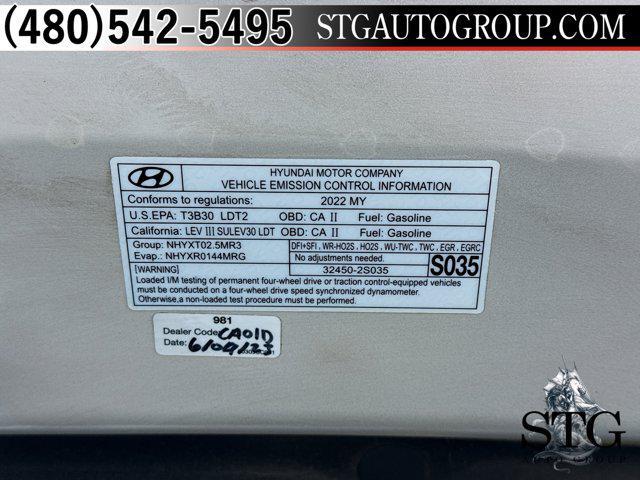 (480)542-5495 STGAUTOGROUP.COM
HYUNDAI MOTOR COMPANY
VEHICLE EMISSION CONTROL INFORMATION
Conforms to regulations: 2022 MY
U.S.EPA: T3B30 LDT2 OBD: CA II Fuel: Gasoline
California: LEV III SULEV30 LDT OBD: CA II Fuel: Gasoline
Group: NHYXT02.5MR3 DFI+SFI, WR-HO2S, HO2S, WU-TWC, TWC, EGR, EGRC
Evap.: NHYXR0144MRG No adjustments needed. S035
[WARNING] 32450-2S035
Loaded I/M testing of permanent four-wheel drive or traction control-equipped vehicles
must be conducted on a four-wheel drive speed synchronized dynamometer.
Otherwise,a non-loaded test procedure must be performed.
981
Dealer Code: CA01D
Date:
STG
AUTO GROUP